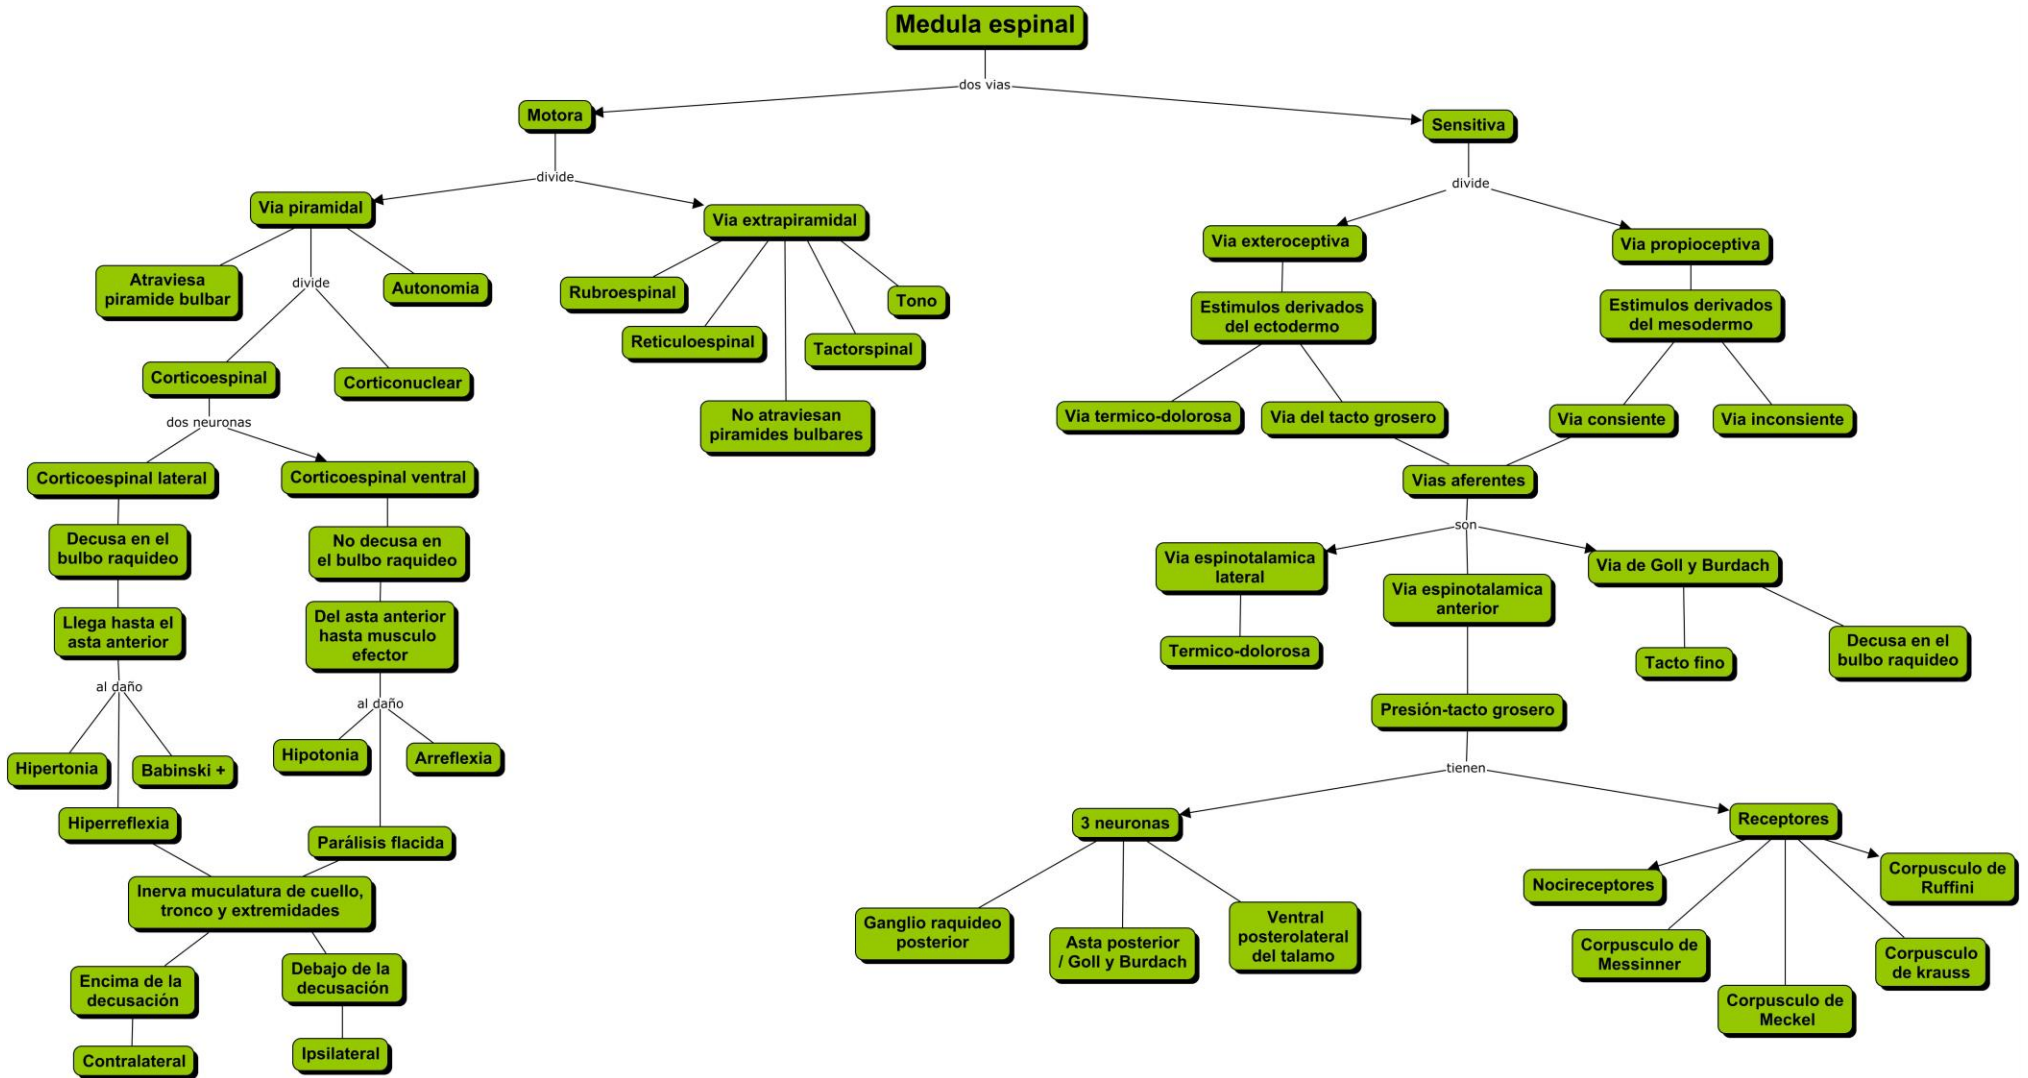 Medula espinal
dos vias
Motora
Sensitiva
divide
divide
Via piramidal
Via extrapiramidal
Via exteroceptiva
Via propioceptiva
Atraviesa
piramide bulbar
divide
Autonomia
Rubroespinal
Tono
Estimulos derivados
del ectodermo
Estimulos derivados
del mesodermo
Reticuloespinal
Tactorspinal
Corticoespinal
Corticonuclear
No atraviesan
piramides bulbares
Via termico-dolorosa
Via del tacto grosero
Via consiente
Via inconsiente
dos neuronas
Corticoespinal lateral
Corticoespinal ventral
Vias aferentes
Decusa en el
bulbo raquideo
No decusa en
el bulbo raquideo
son
Via espinotalamica
lateral
Via espinotalamica
anterior
Via de Goll y Burdach
Llega hasta el
asta anterior
Del asta anterior
hasta musculo
efector
Termico-dolorosa
Tacto fino
Decusa en el
bulbo raquideo
al daño
al daño
Presión-tacto grosero
Hipertonia
Babinski +
Hipotonia
Arreflexia
tienen
Hiperreflexia
Parálisis flacida
3 neuronas
Receptores
Inerva muculatura de cuello,
tronco y extremidades
Nocireceptores
Corpusculo de
Ruffini
Ganglio raquideo
posterior
Asta posterior
/ Goll y Burdach
Ventral
posterolateral
del talamo
Corpusculo de
Messinner
Corpusculo de
Meckel
Corpusculo
de krauss
Encima de la
decusación
Debajo de la
decusación
Contralateral
Ipsilateral